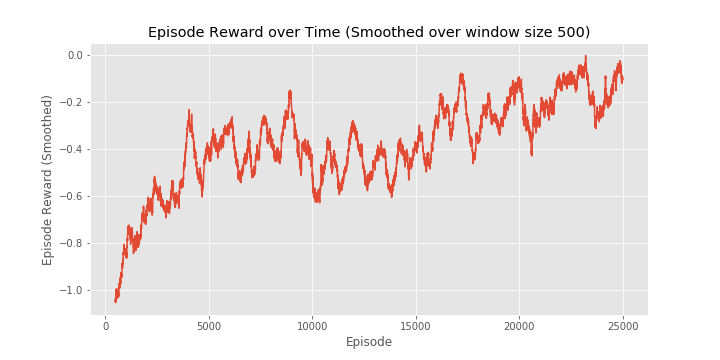 Episode Reward over Time (Smoothed over window size 500)
Episode Reward (Smoothed)
0.0
−0.2
−0.4
−0.6
−0.8
−1.0
0 5000 10000 15000 20000 25000
Episode